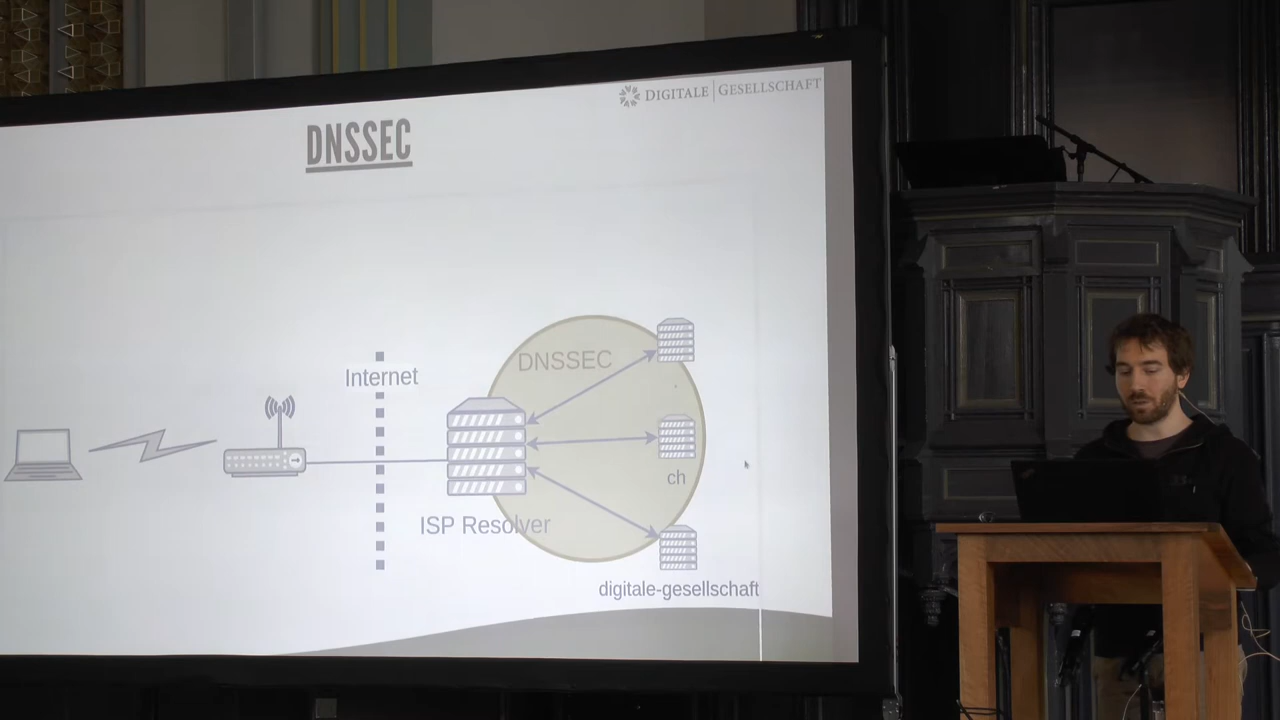 DIGITALE | GESELLSCHAFT
DNSSEC
DNSSEC
Internet
ch
ISP Resolver
digitale-gesellschaft